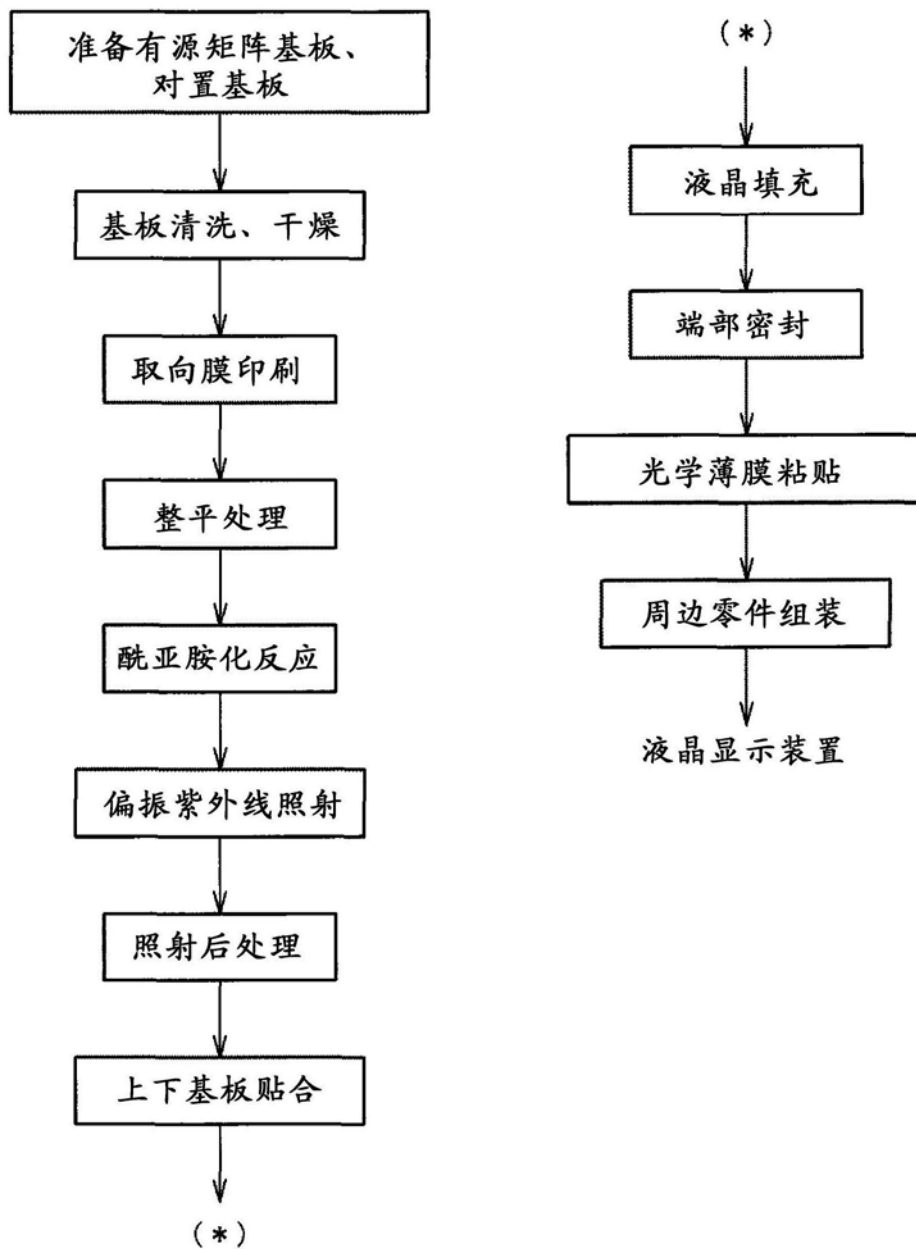 准备有源矩阵基板、
对置基板
基板清洗、干燥
取向膜印刷
整平处理
酰亚胺化反应
偏振紫外线照射
照射后处理
上下基板贴合
(*)
(*)
液晶填充
端部密封
光学薄膜粘贴
周边零件组装
液晶显示装置